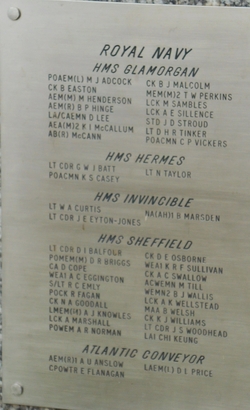 ROYAL NAVY
HMS GLAMORGAN
POAEM(L) M J ADCOCK
CK B EASTON
AEM(M) M HENDERSON
AEM(R) B P HINGE
LA/CAEMN D LEE
AEA(M)2 K I McCALLUM
AB(R) McCANN
CK B J MALCOLM
MEM(M)2 T W PERKINS
LCK M SAMBLES
LCK A E SILLENCE
STD J D STROUD
LT D H R TINKER
POACMN C P VICKERS
HMS HERMES
LT CDR G W J BATT
POACMN K S CASEY
LT N TAYLOR
HMS INVINCIBLE
LT W A CURTIS
LT CDR J E EYTON-JONES
NA(AH)1 B MARSDEN
HMS SHEFFIELD
LT CDR D I BALFOUR
POMEM(M) D R BRIGGS
CA D COPE
WEA1 A C EGGINGTON
S/LT R C EMLY
POCK R FAGAN
CK N A GOODALL
LMEM(M) A J KNOWLES
LCK A MARSHALL
POWEM A R NORMAN
CK D E OSBORNE
WEA1 K R F SULLIVAN
CK A C SWALLOW
ACWEMN M TILL
WEMN2 B J WALLIS
LCK A K WELLSTEAD
MAA B WELSH
CK K J WILLIAMS
LT CDR J S WOODHEAD
LAI CHI KEUNG
ATLANTIC CONVEYOR
AEM(R)1 A U ANSLOW
CPOWTR E FLANAGAN
LAEM(L) D L PRICE